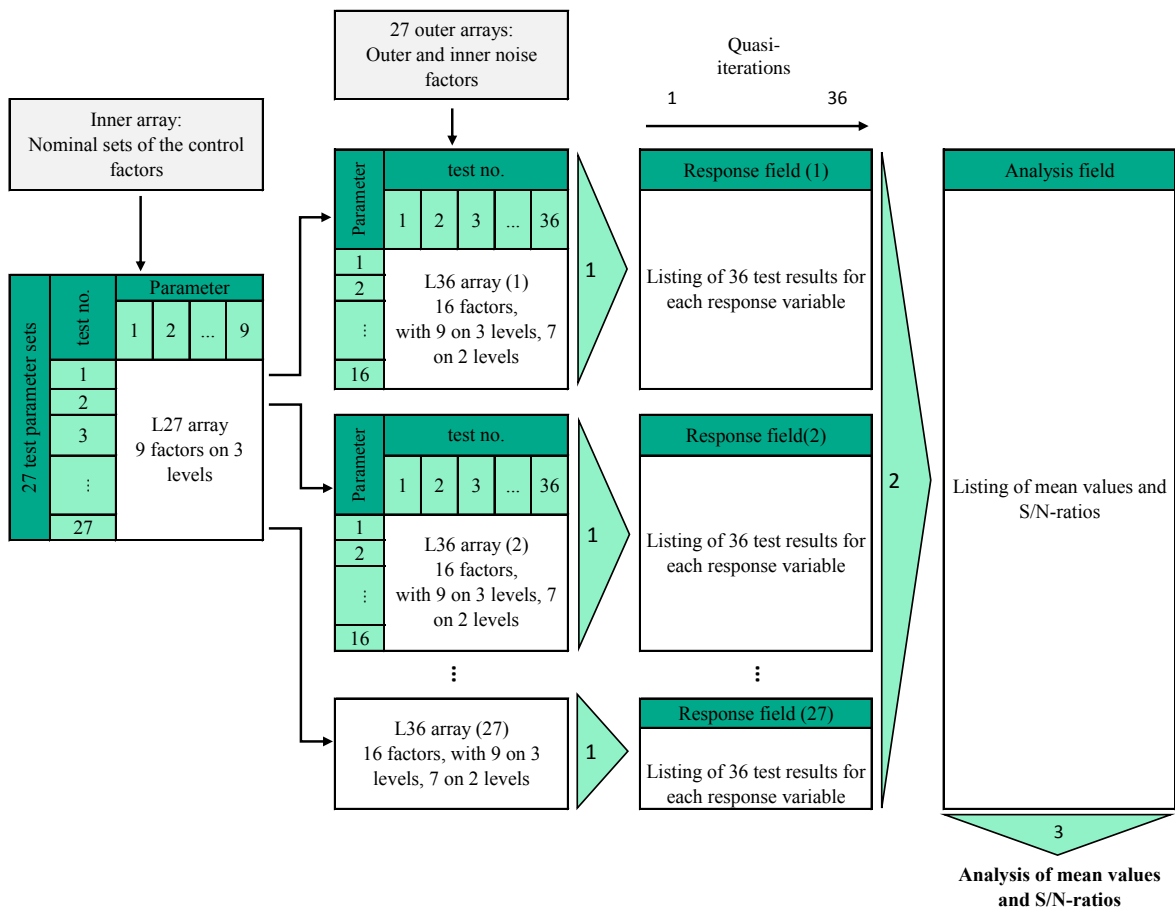 27 outer arrays:
Outer and inner noise
factors
Quasi-
iterations
1
36
Inner array:
Nominal sets of the control
factors
Parameter
test no.
1
2
3
...
36
1
2
⋮
16
L36 array (1)
16 factors,
with 9 on 3 levels, 7
on 2 levels
1
Response field (1)
Listing of 36 test results for
each response variable
Analysis field
Listing of mean values and
S/N-ratios
27 test parameter sets
test no.
Parameter
1
2
...
9
1
2
3
⋮
27
L27 array
9 factors on 3
levels
Parameter
test no.
1
2
3
...
36
1
2
⋮
16
L36 array (2)
16 factors,
with 9 on 3 levels, 7
on 2 levels
1
Response field(2)
Listing of 36 test results for
each response variable
2
⋮
⋮
L36 array (27)
16 factors, with 9 on 3
levels, 7 on 2 levels
1
Response field (27)
Listing of 36 test results for
each response variable
3
Analysis of mean values
and S/N-ratios